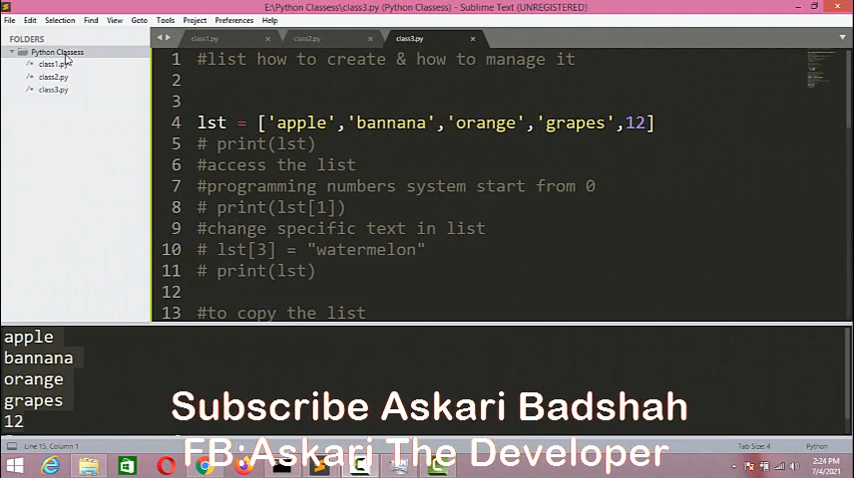 E:\Python Classess\class3.py (Python Classess) - Sublime Text (UNREGISTERED)
File Edit Selection Find View Goto Tools Project Preferences Help
FOLDERS
Python Classess
class1.py
class2.py
class3.py
class1.py class2.py class3.py
1 #list how to create & how to manage it
2
3
4 lst = ['apple','bannana','orange','grapes',12]
5 # print(lst)
6 #access the list
7 #programming numbers system start from 0
8 # print(lst[1])
9 #change specific text in list
10 # lst[3] = "watermelon"
11 # print(lst)
12
13 #to copy the list
apple
bannana
orange
grapes
12
Subscribe Askari Badshah
FB:Askari The Developer
Line 15, Column 1 Tab Size: 4 Python
2:24 PM
7/4/2021